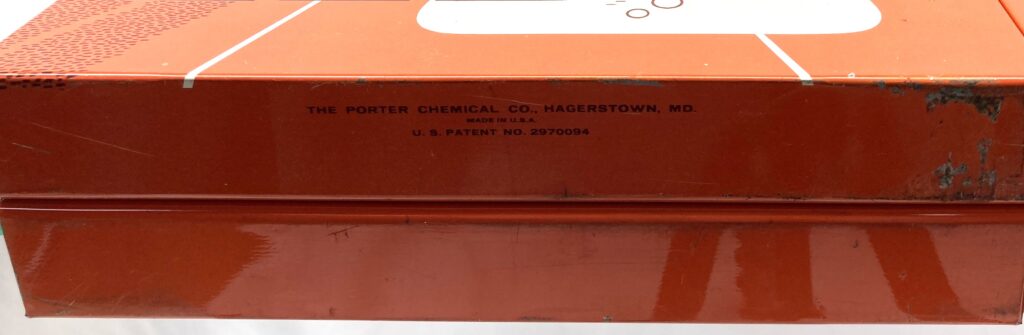 THE PORTER CHEMICAL CO., HAGERSTOWN, MD.
MADE IN U.S.A.
U. S. PATENT NO. 2970094